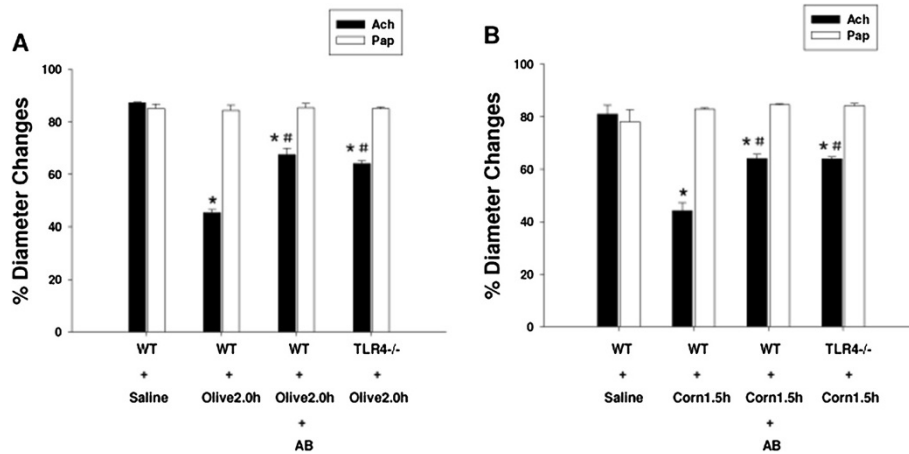 A
Ach
Pap
% Diameter Changes
100
80
60
40
20
0
*
* #
* #
WT WT WT TLR4-/-
+ + + +
Saline Olive2.0h Olive2.0h Olive2.0h
+
AB
B
Ach
Pap
% Diameter Changes
100
80
60
40
20
0
*
* #
* #
WT WT WT TLR4-/-
+ + + +
Saline Corn1.5h Corn1.5h Corn1.5h
+
AB